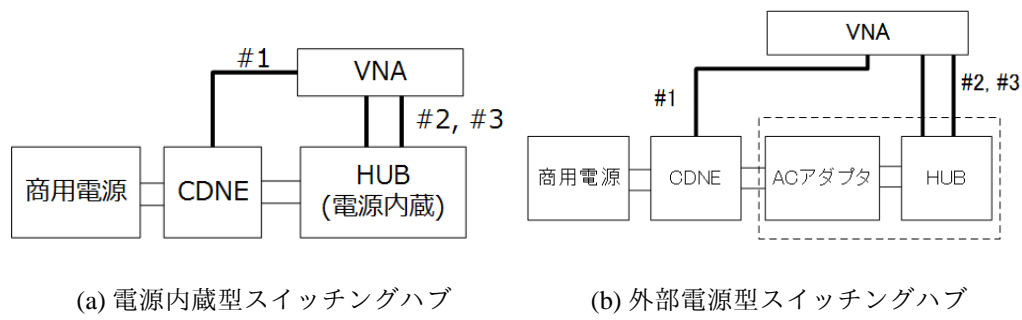 #1
VNA
#2, #3
商用電源
CDNE
HUB
(電源内蔵)
(a) 電源内蔵型スイッチングハブ
VNA
#1
#2, #3
商用電源
CDNE
ACアダプタ
HUB
(b) 外部電源型スイッチングハブ